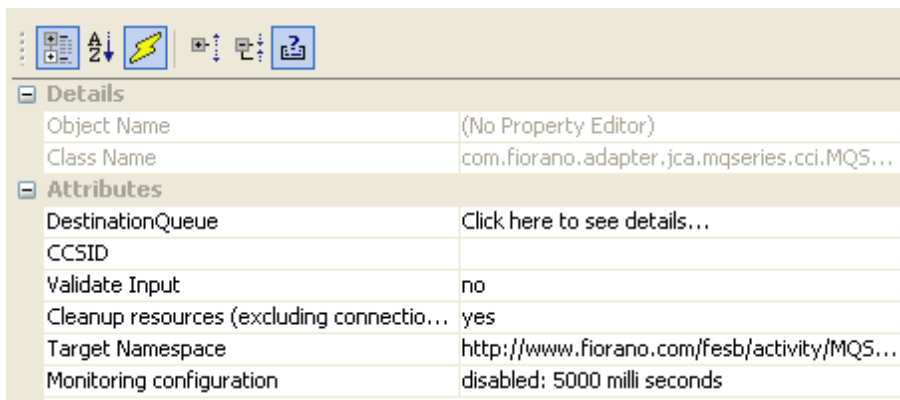 Details
Object Name (No Property Editor)
Class Name com.fiorano.adapter.jca.mqseries.cci.MQS...
Attributes
DestinationQueue Click here to see details...
CCSID
Validate Input no
Cleanup resources (excluding connectio... yes
Target Namespace http://www.fiorano.com/fesb/activity/MQS...
Monitoring configuration disabled: 5000 milli seconds